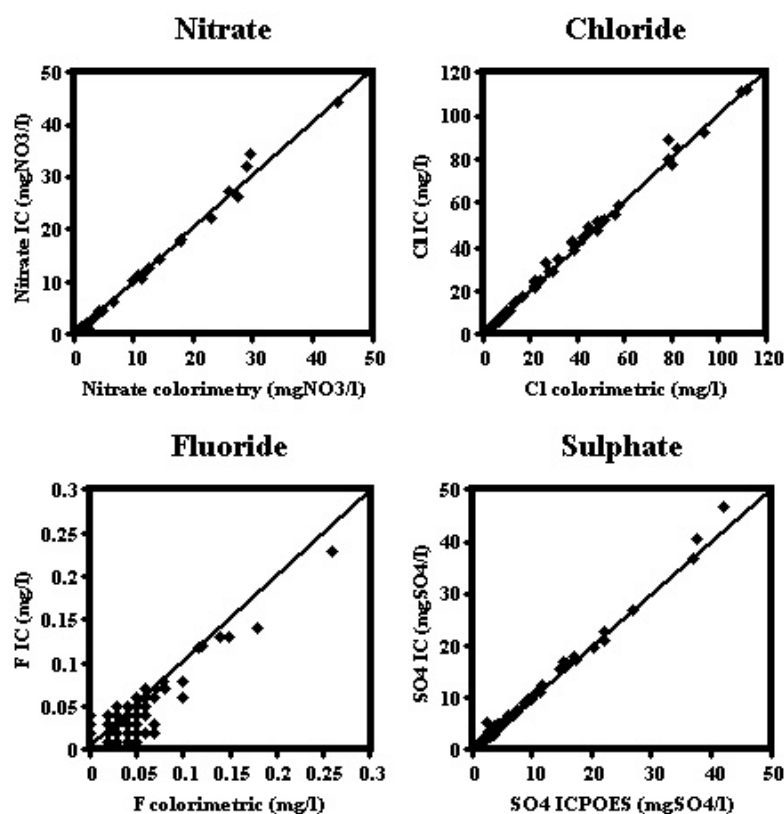 Nitrate
50
40
30
20
10
0
Nitrate IC (mgNO3/l)
0 10 20 30 40 50
Nitrate colorimetry (mgNO3/l)
Chloride
120
100
80
60
40
20
0
Cl IC (mg/l)
0 20 40 60 80 100 120
Cl colorimetric (mg/l)
Fluoride
0.3
0.25
0.2
0.15
0.1
0.05
0
F IC (mg/l)
0 0.05 0.1 0.15 0.2 0.25 0.3
F colorimetric (mg/l)
Sulphate
50
40
30
20
10
0
SO4 IC (mgSO4/l)
0 10 20 30 40 50
SO4 ICPOES (mgSO4/l)